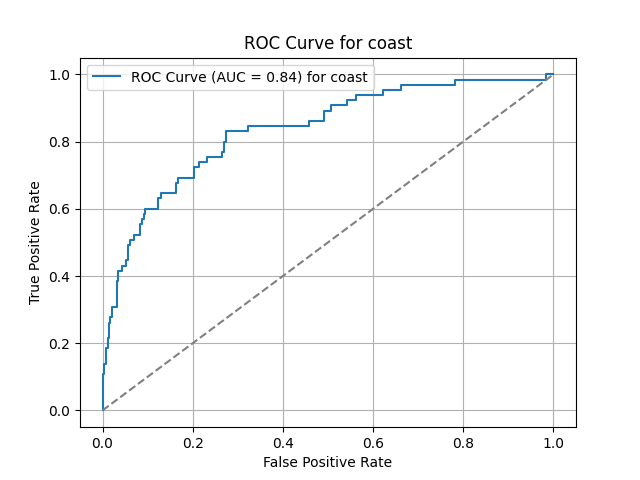 ROC Curve for coast
ROC Curve (AUC = 0.84) for coast
True Positive Rate
1.0
0.8
0.6
0.4
0.2
0.0
0.0 0.2 0.4 0.6 0.8 1.0
False Positive Rate